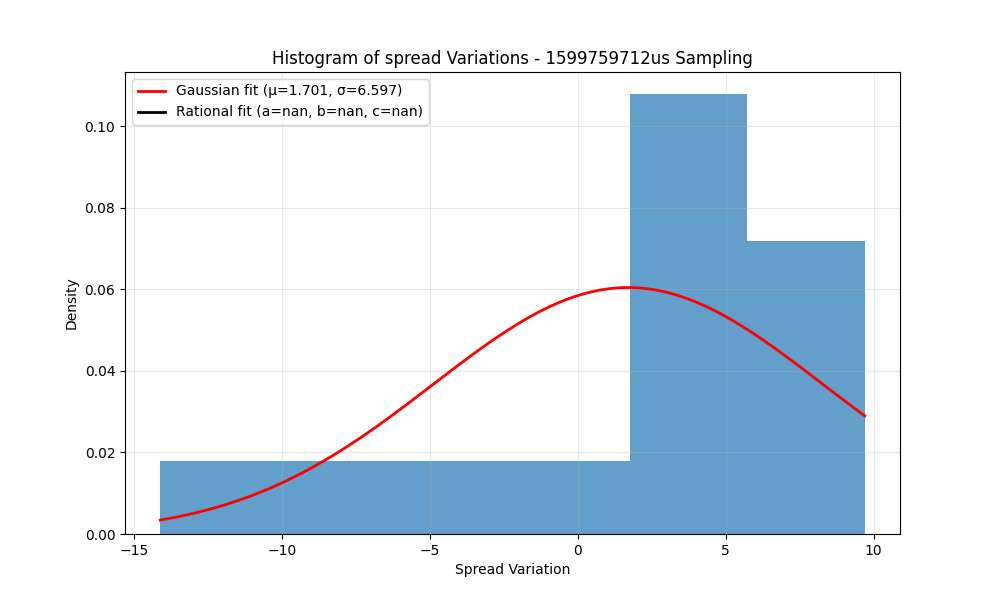 Histogram of spread Variations - 1599759712us Sampling
Gaussian fit (μ=1.701, σ=6.597)
Rational fit (a=nan, b=nan, c=nan)
Density
0.10
0.08
0.06
0.04
0.02
0.00
−15 −10 −5 0 5 10
Spread Variation